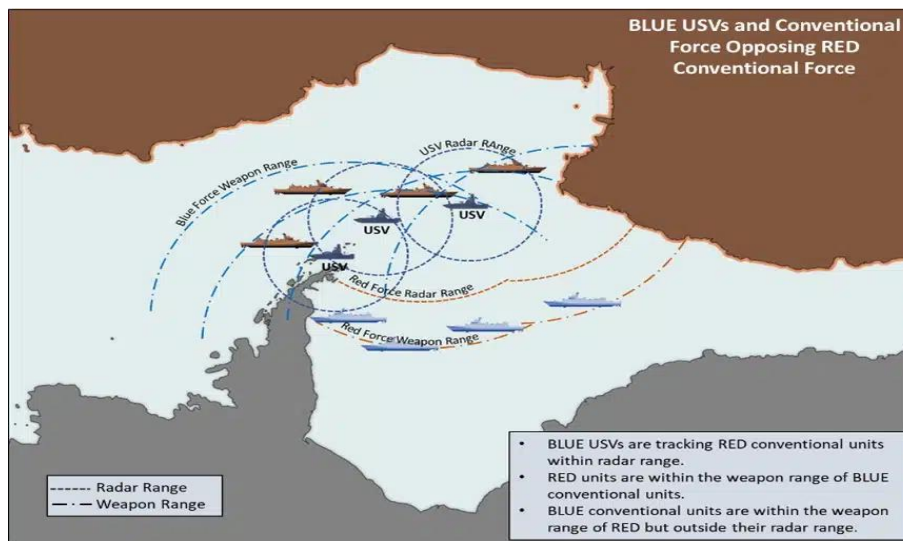 BLUE USVs and Conventional
Force Opposing RED
Conventional Force
USV Radar RAnge
Blue Force Weapon Range
USV
USV
USV
Red Force Radar Range
Red Force Weapon Range
Radar Range
Weapon Range
• BLUE USVs are tracking RED conventional units
within radar range.
• RED units are within the weapon range of BLUE
conventional units.
• BLUE conventional units are within the weapon
range of RED but outside their radar range.